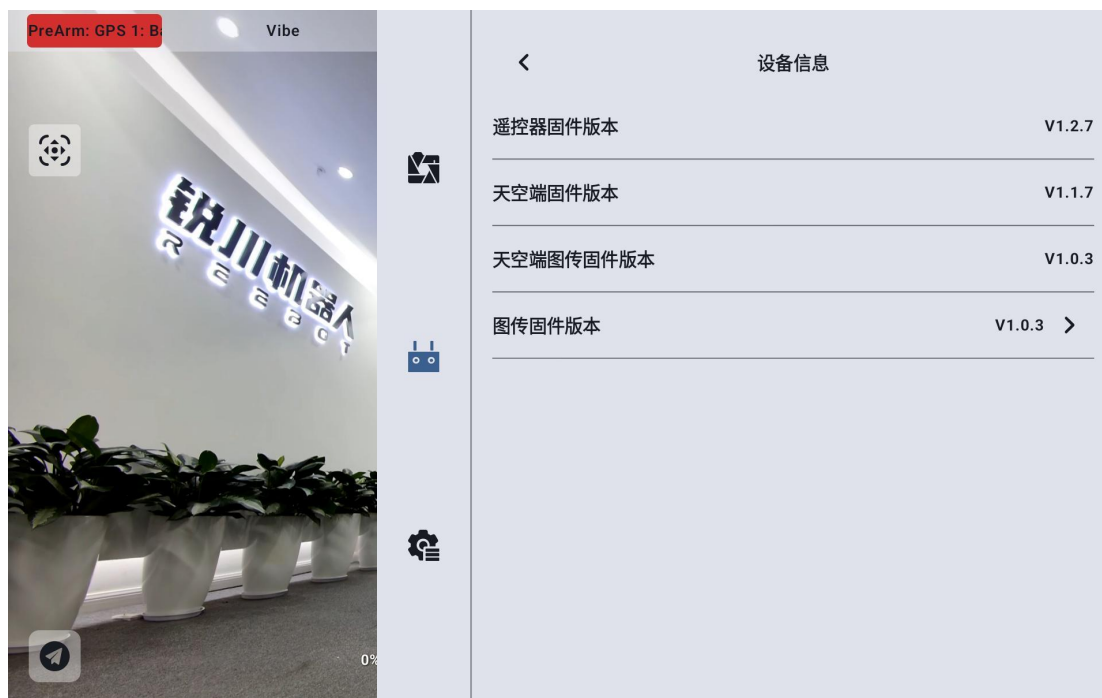 PreArm: GPS 1: Ba
Vibe
锐川机器人
REEBOT
0%
设备信息
遥控器固件版本 V1.2.7
天空端固件版本 V1.1.7
天空端图传固件版本 V1.0.3
图传固件版本 V1.0.3